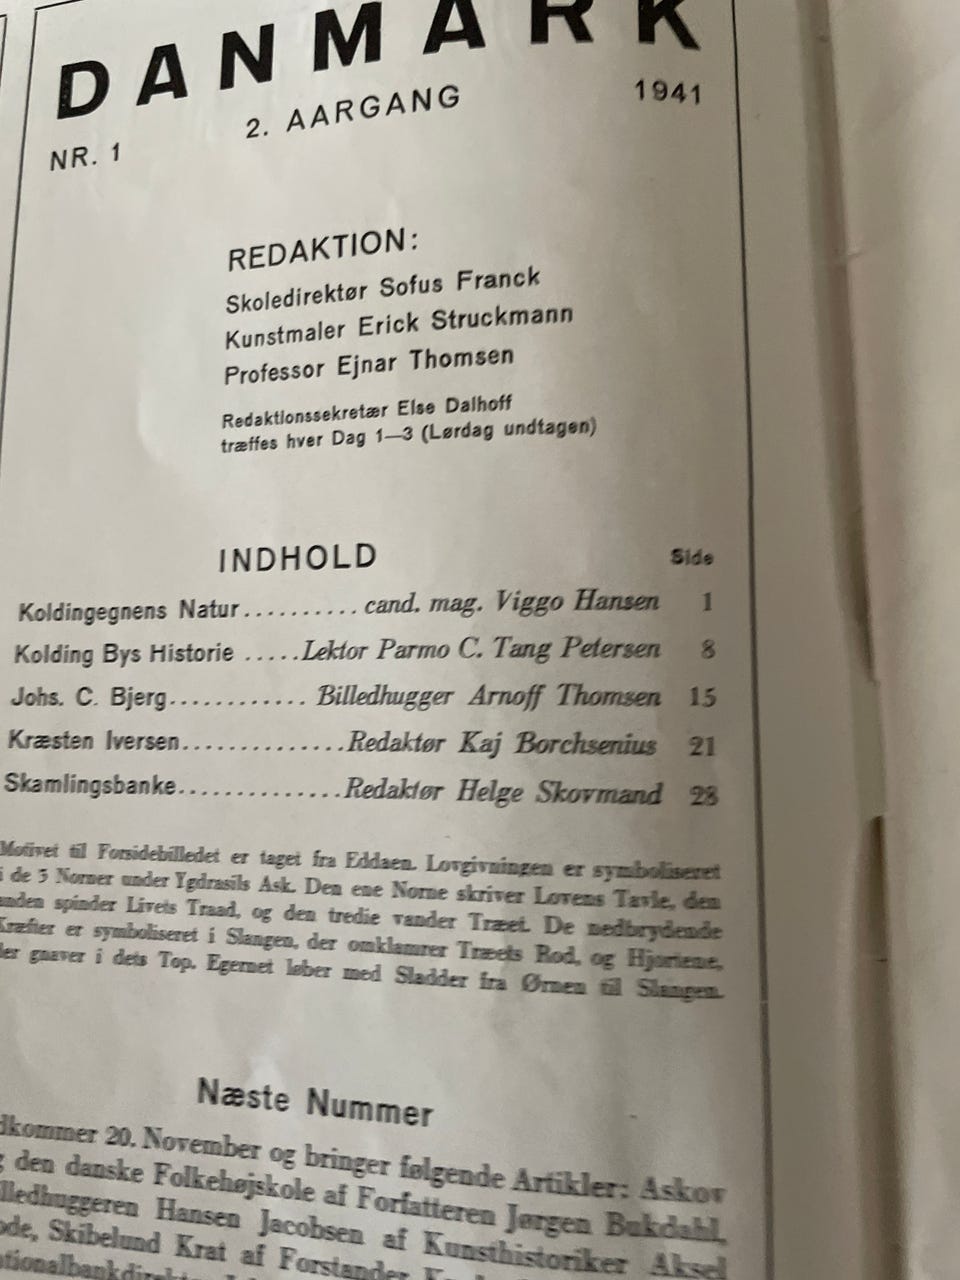 DANMARK
NR. 1 2. AARGANG 1941
REDAKTION:
Skoledirektør Sofus Franck
Kunstmaler Erick Struckmann
Professor Ejnar Thomsen
Redaktionssekretær Else Dalhoff
træffes hver Dag 1—3 (Lørdag undtagen)
INDHOLD Side
Koldingegnens Natur.......... cand. mag. Viggo Hansen 1
Kolding Bys Historie .....Lektor Parmo C. Tang Petersen 8
Johs. C. Bjerg............ Billedhugger Arnoff Thomsen 15
Kræsten Iversen..............Redaktør Kaj Borchsenius 21
Skamlingsbanke..............Redaktør Helge Skovmand 28
Motivet til Forsidebilledet er taget fra Eddaen. Lovgivningen er symboliseret
i de 3 Norner under Ygdrasils Ask. Den ene Norne skriver Lovens Tavle, den
anden spinder Livets Traad, og den tredie vander Træet. De nedbrydende
Kræfter er symboliseret i Slangen, der omklamrer Træets Rod, og Hjortene,
der gnaver i dets Top. Egernet løber med Sladder fra Ørnen til Slangen.
Næste Nummer
20. November og bringer følgende Artikler: Askov
den danske Folkehøjskole af Forfatteren Jørgen Bukdahl,
Hansen Jacobsen af Kunsthistoriker Aksel
Skibelund Krat af Forstander